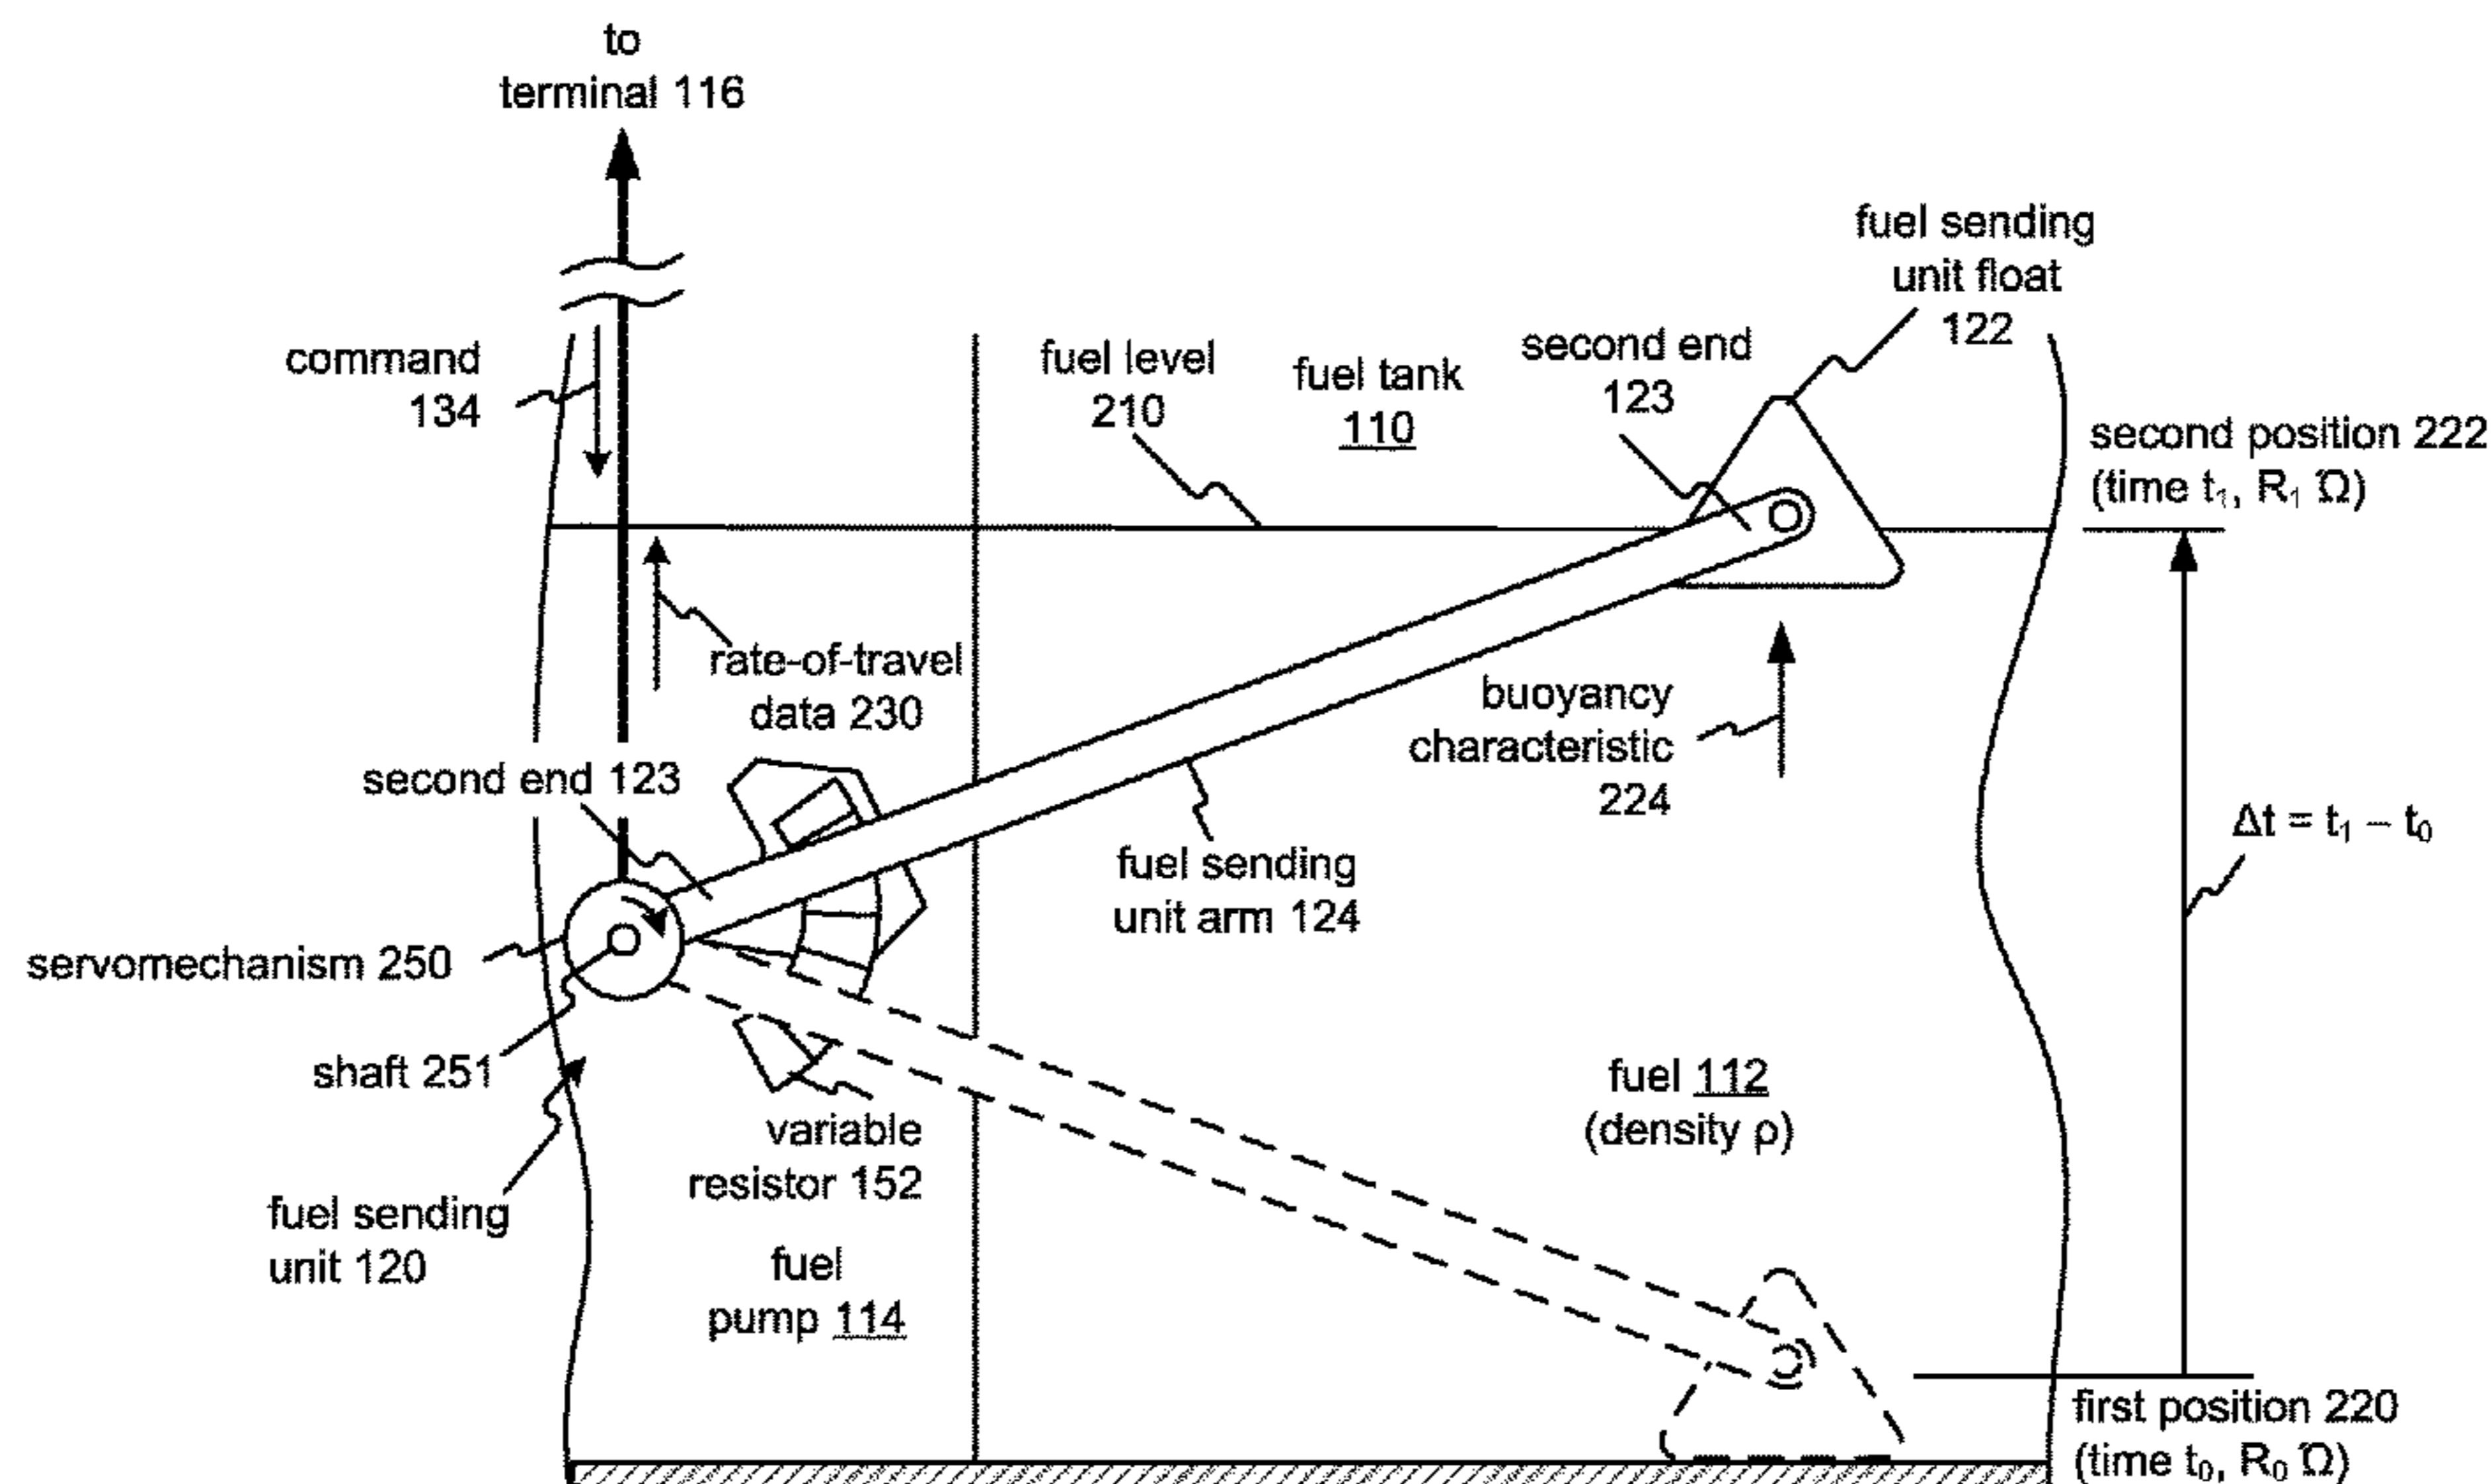 to
terminal 116
fuel sending
unit float
122
command
134
fuel level
210
fuel tank
110
second end
123
second position 222
(time t₁, R₁ Ω)
rate-of-travel
data 230
buoyancy
characteristic
224
second end 123
Δt = t₁ – t₀
fuel sending
unit arm 124
servomechanism 250
shaft 251
fuel 112
(density ρ)
variable
resistor 152
fuel sending
unit 120
fuel
pump 114
first position 220
(time t₀, R₀ Ω)